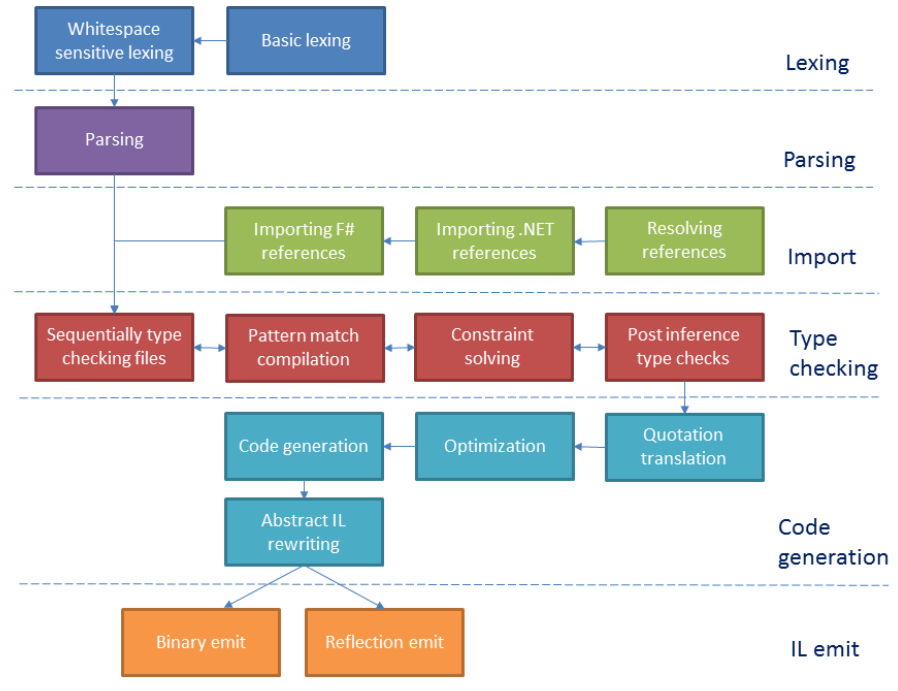 Whitespace
sensitive lexing
Basic lexing
Lexing
Parsing
Parsing
Importing F#
references
Importing .NET
references
Resolving
references
Import
Sequentially type
checking files
Pattern match
compilation
Constraint
solving
Post inference
type checks
Type
checking
Code generation
Optimization
Quotation
translation
Abstract IL
rewriting
Code
generation
Binary emit
Reflection emit
IL emit